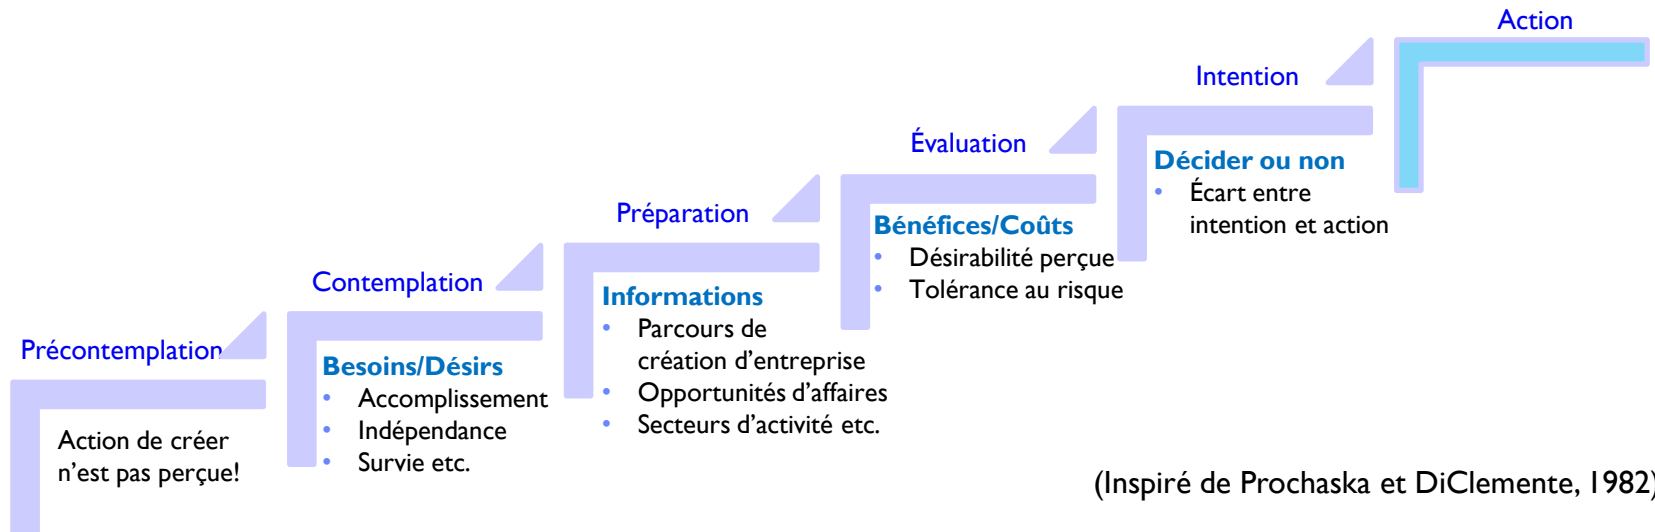 Précontemplation
Action de créer
n'est pas perçue!
Contemplation
Besoins/Désirs
• Accomplissement
• Indépendance
• Survie etc.
Préparation
Informations
• Parcours de
création d'entreprise
• Opportunités d'affaires
• Secteurs d'activité etc.
Évaluation
Bénéfices/Coûts
• Désirabilité perçue
• Tolérance au risque
Intention
Décider ou non
• Écart entre
intention et action
Action
(Inspiré de Prochaska et DiClemente, 1982)